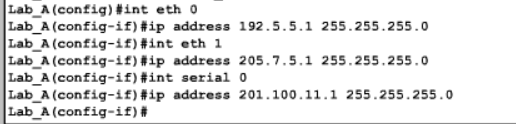 Lab_A(config)#int eth 0
Lab_A(config-if)#ip address 192.5.5.1 255.255.255.0
Lab_A(config-if)#int eth 1
Lab_A(config-if)#ip address 205.7.5.1 255.255.255.0
Lab_A(config-if)#int serial 0
Lab_A(config-if)#ip address 201.100.11.1 255.255.255.0
Lab_A(config-if)#